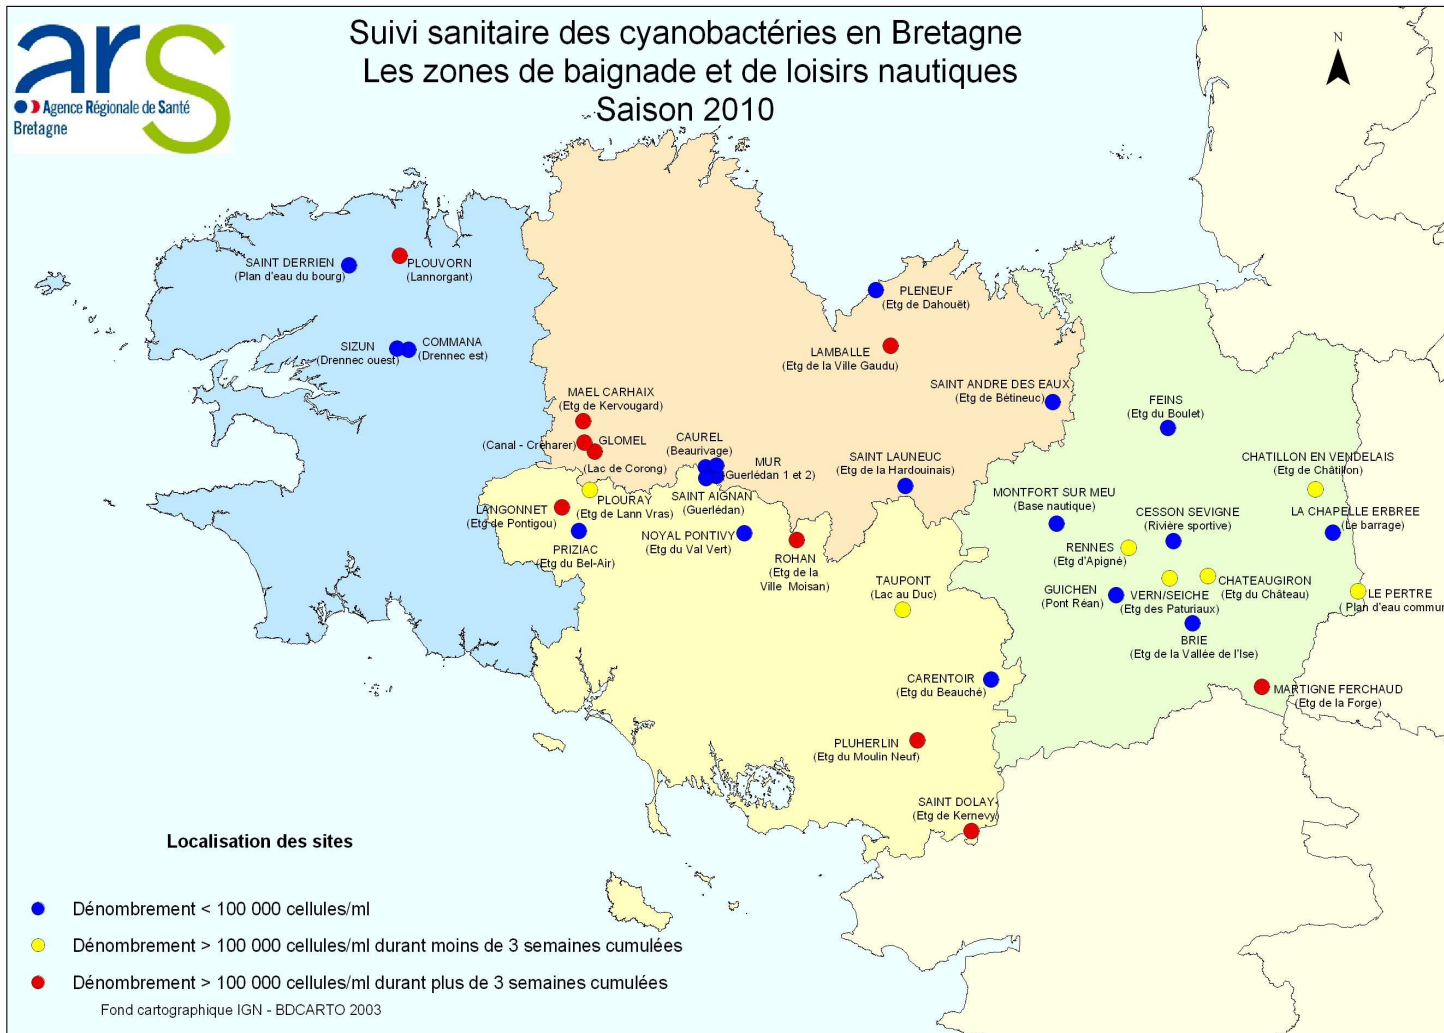 ars
Agence Régionale de Santé
Bretagne
Suivi sanitaire des cyanobactéries en Bretagne
Les zones de baignade et de loisirs nautiques
Saison 2010
N
SAINT DERRIEN
(Plan d'eau du bourg)
PLOUVORN
(Lannorgant)
SIZUN
(Drennec ouest)
COMMANA
(Drennec est)
PLENEUF
(Etg de Dahouët)
LAMBALLE
(Etg de la Ville Gaudu)
SAINT ANDRE DES EAUX
(Etg de Bétineuc)
MAEL CARHAIX
(Etg de Kervougard)
(Canal - Créharer)
GLOMEL
(Lac de Corong)
CAUREL
(Beaurivage)
MUR
Guerlédan 1 et 2)
SAINT LAUNEUC
(Etg de la Hardouinais)
SAINT AIGNAN
(Guerlédan)
PLOURAY
(Etg de Lann Vras)
LANGONNET
(Etg de Pontigou)
PRIZIAC
(Etg du Bel-Air)
NOYAL PONTIVY
(Etg du Val Vert)
ROHAN
(Etg de la
Ville Moisan)
TAUPONT
(Lac au Duc)
CARENTOIR
(Etg du Beauché)
PLUHERLIN
(Etg du Moulin Neuf)
SAINT DOLAY
(Etg de Kernevy)
FEINS
(Etg du Boulet)
CHATILLON EN VENDELAIS
(Etg de Châtillon)
MONTFORT SUR MEU
(Base nautique)
CESSON SEVIGNE
(Rivière sportive)
LA CHAPELLE ERBREE
(Le barrage)
RENNES
(Etg d'Apigné)
GUICHEN
(Pont Réan)
VERN/SEICHE
(Etg des Paturiaux)
CHATEAUGIRON
(Etg du Château)
LE PERTRE
( Plan d'eau commun
BRIE
(Etg de la Vallée de l'Ise)
MARTIGNE FERCHAUD
(Etg de la Forge)
Localisation des sites
Dénombrement < 100 000 cellules/ml
Dénombrement > 100 000 cellules/ml durant moins de 3 semaines cumulées
Dénombrement > 100 000 cellules/ml durant plus de 3 semaines cumulées
Fond cartographique IGN - BDCARTO 2003